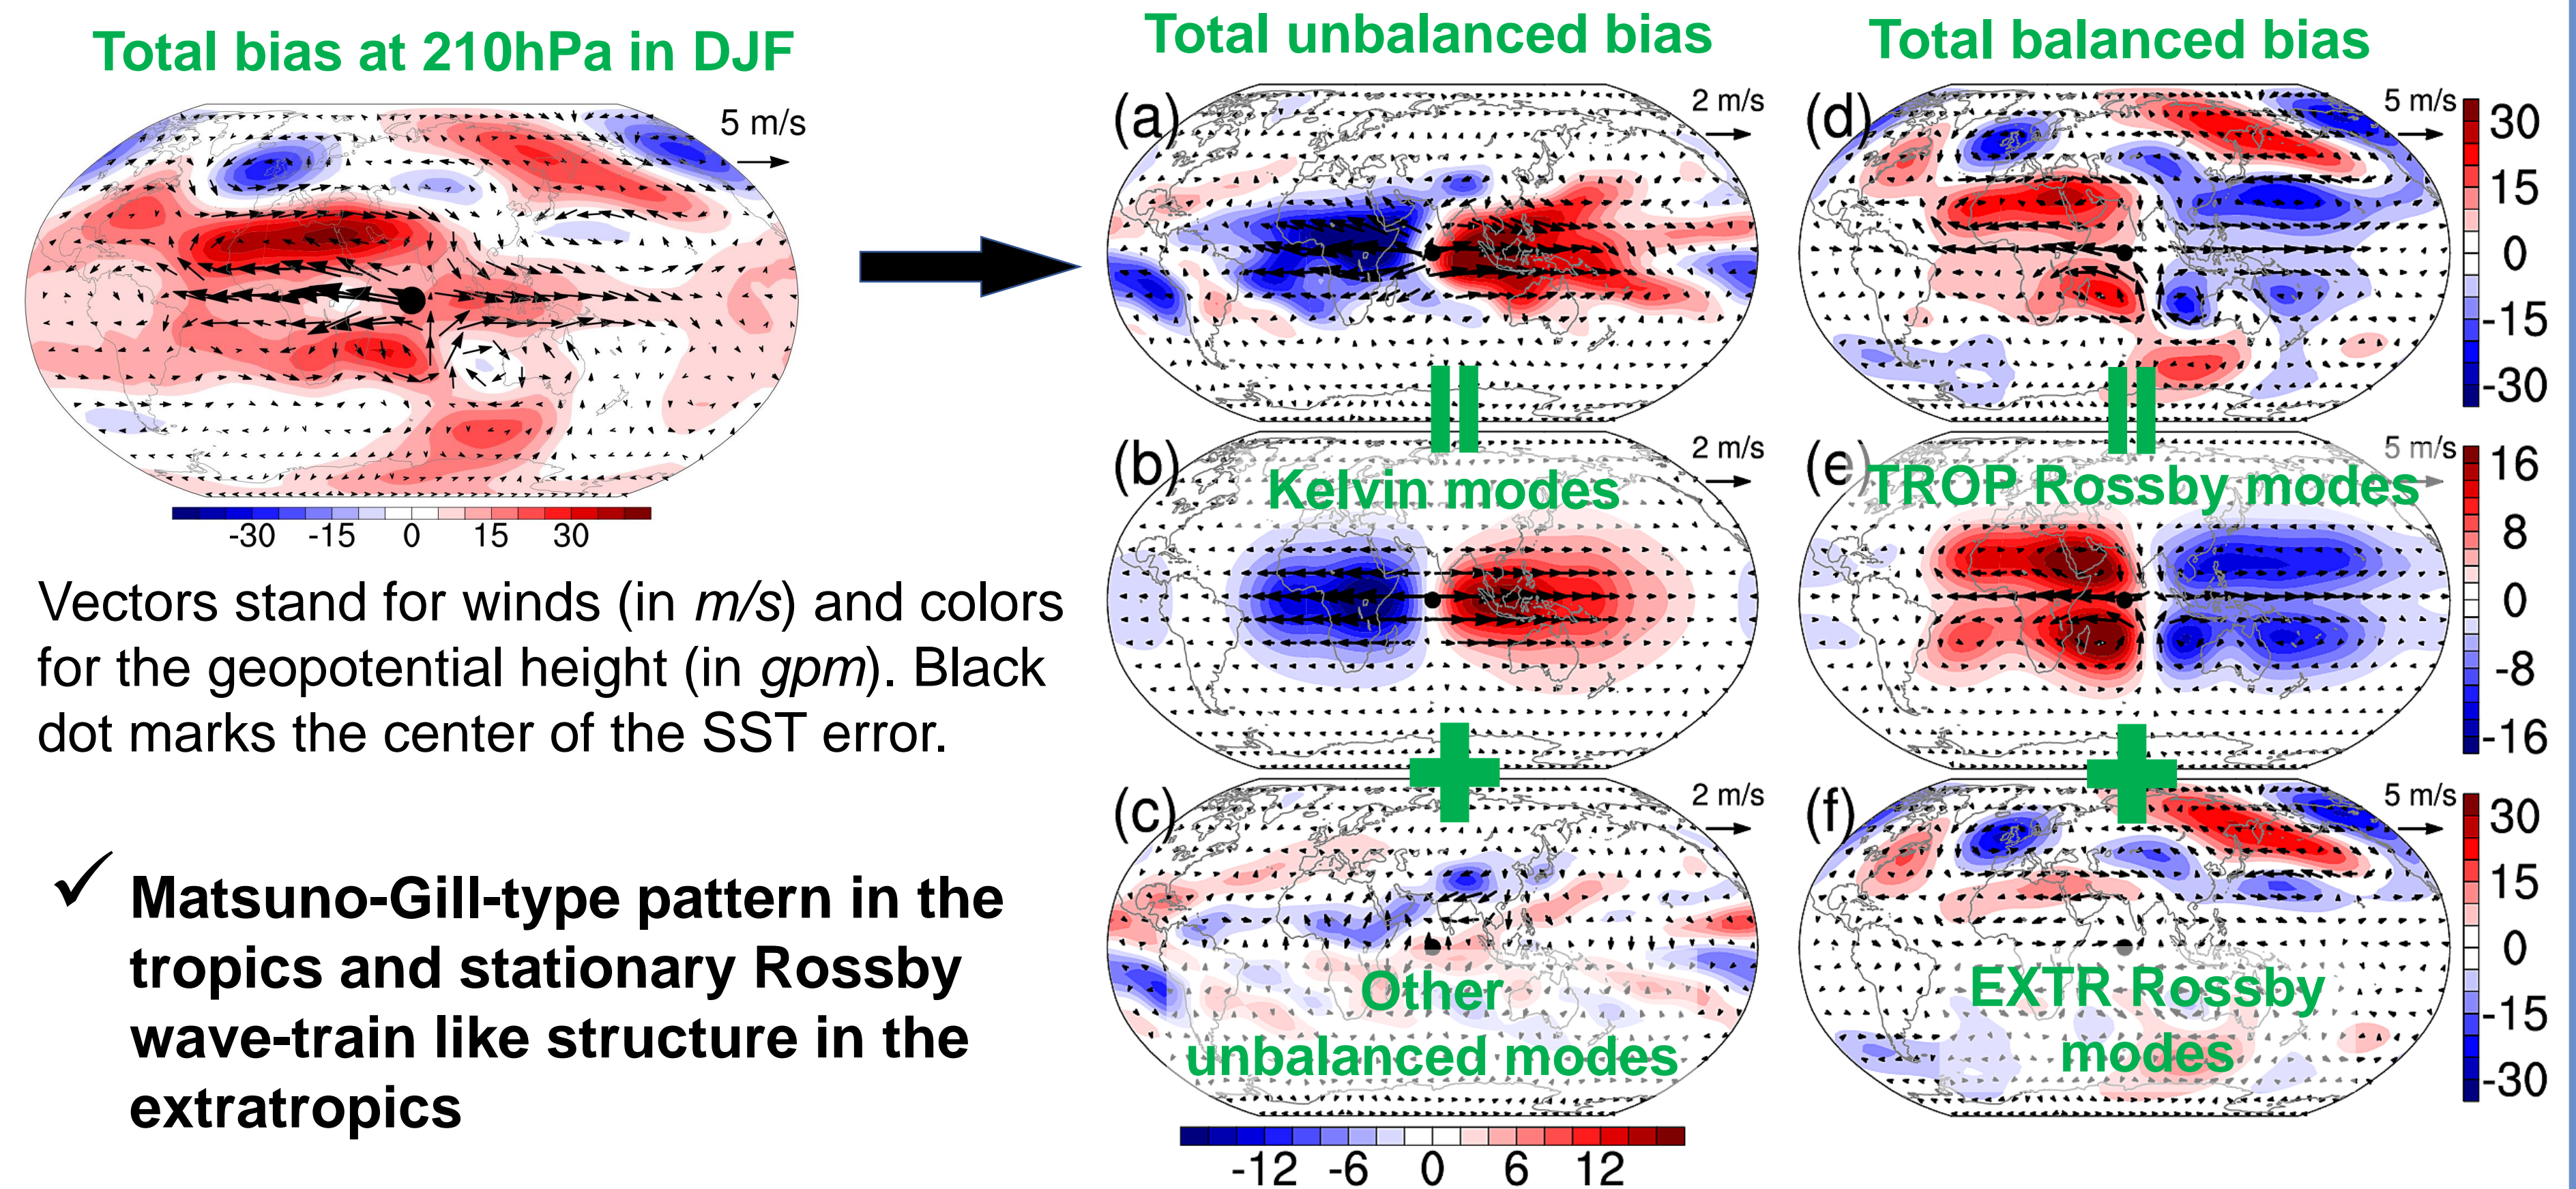 Total bias at 210hPa in DJF
5 m/s
-30 -15 0 15 30
Vectors stand for winds (in m/s) and colors
for the geopotential height (in gpm). Black
dot marks the center of the SST error.
✓ Matsuno-Gill-type pattern in the
tropics and stationary Rossby
wave-train like structure in the
extratropics
Total unbalanced bias
(a)
2 m/s
(b)
2 m/s
Kelvin modes
(c)
2 m/s
Other
unbalanced modes
-12 -6 0 6 12
Total balanced bias
(d)
5 m/s
30
15
0
-15
-30
(e)
5 m/s
TROP Rossby modes
16
8
0
-8
-16
(f)
5 m/s
EXTR Rossby
modes
30
15
0
-15
-30